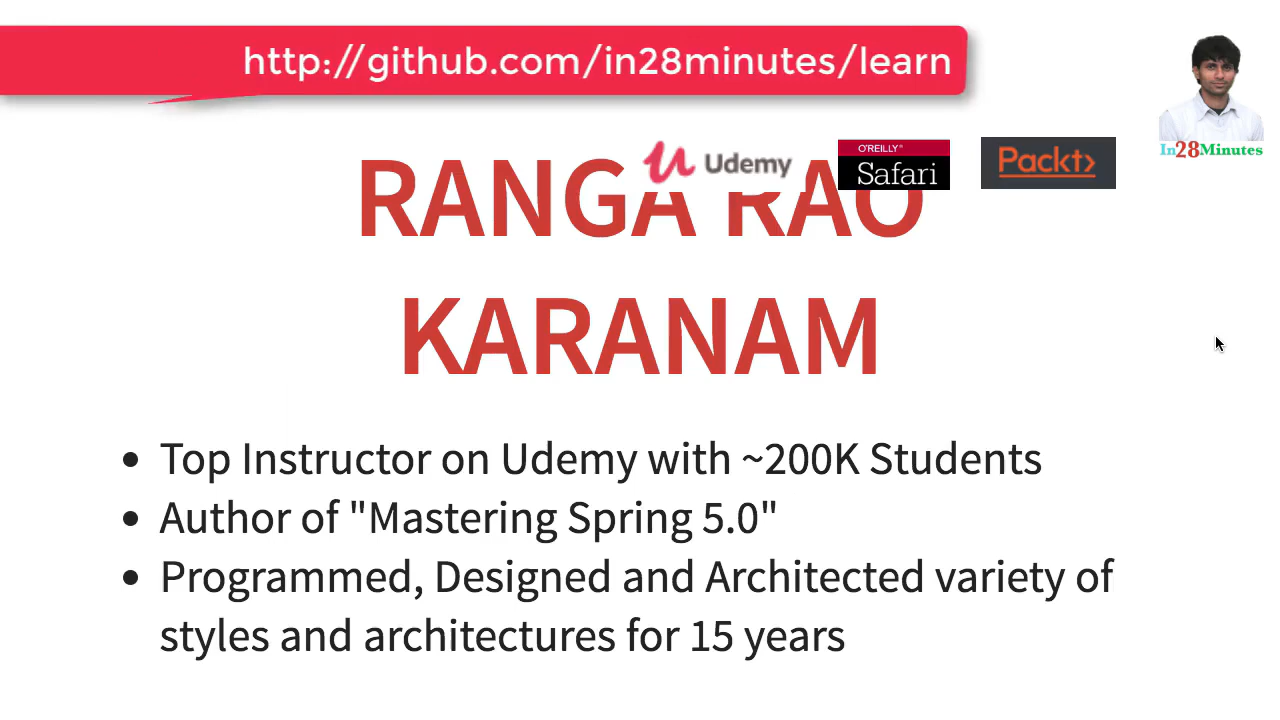 http://github.com/in28minutes/learn
In28Minutes
Udemy
O'REILLY®
Safari
Packt>
RANGA RAO
KARANAM
• Top Instructor on Udemy with ~200K Students
• Author of "Mastering Spring 5.0"
• Programmed, Designed and Architected variety of
styles and architectures for 15 years